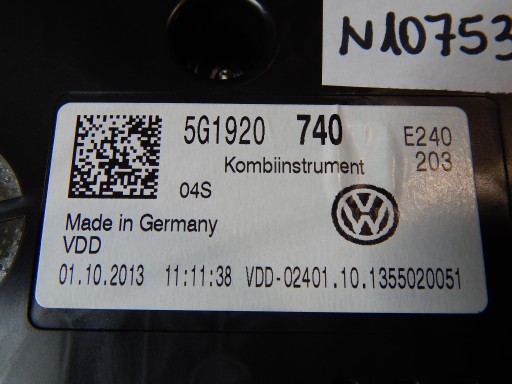 N10753
5G1920 740 E240
Kombiinstrument 203
04S
Made in Germany
VDD
01.10.2013 11:11:38 VDD-02401.10.1355020051